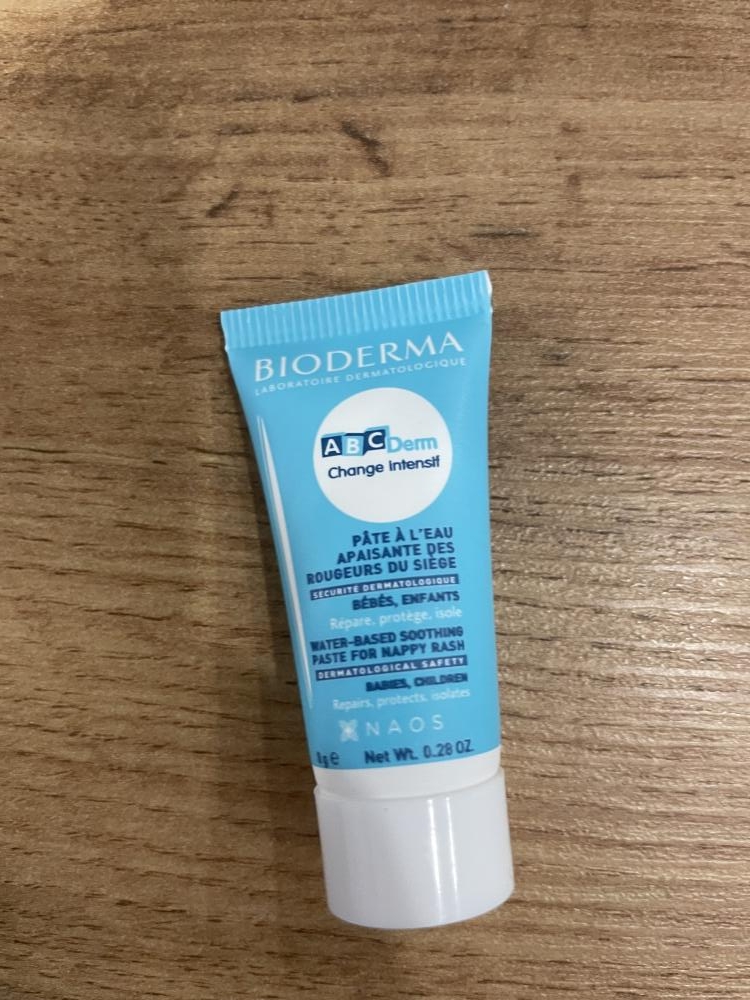 BIODERMA
LABORATOIRE DERMATOLOGIQUE
ABCDerm
Change Intensif
PÂTE À L'EAU
APAISANTE DES
ROUGEURS DU SIÈGE
SÉCURITÉ DERMATOLOGIQUE
BÉBÉS, ENFANTS
Répare, protège, isole
WATER-BASED SOOTHING
PASTE FOR NAPPY RASH
DERMATOLOGICAL SAFETY
BABIES, CHILDREN
Repairs, protects, isolates
NAOS
8g e Net Wt. 0.28 OZ.